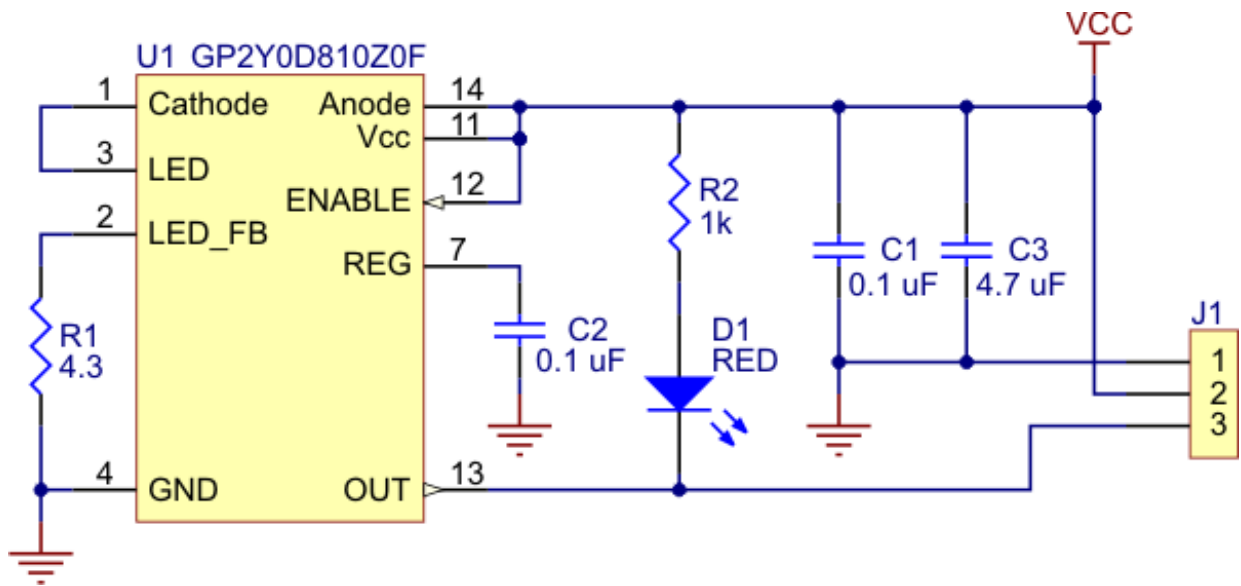 VCC
U1 GP2Y0D810Z0F
1 Cathode Anode 14
Vcc 11
3 LED
ENABLE 12
2 LED_FB
REG 7
R2
1k
C1
0.1 uF
C3
4.7 uF
J1
R1
4.3
C2
0.1 uF
D1
RED
1
2
3
4 GND OUT 13